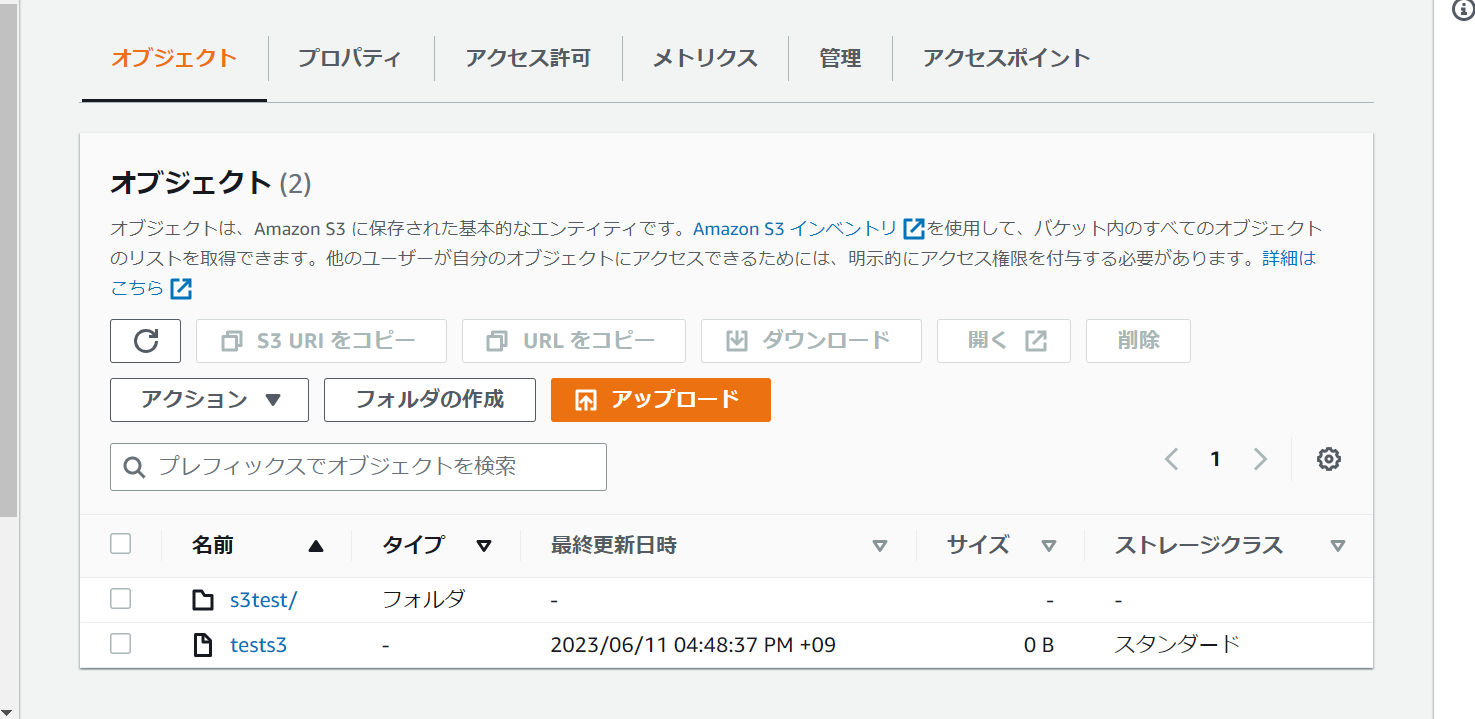 オブジェクト プロパティ アクセス許可 メトリクス 管理 アクセスポイント
オブジェクト (2)
オブジェクトは、Amazon S3 に保存された基本的なエンティティです。Amazon S3 インベントリ を使用して、バケット内のすべてのオブジェクト
のリストを取得できます。他のユーザーが自分のオブジェクトにアクセスできるためには、明示的にアクセス権限を付与する必要があります。詳細は
こちら
S3 URI をコピー URL をコピー ダウンロード 開く 削除
アクション フォルダの作成 アップロード
プレフィックスでオブジェクトを検索 1
名前 タイプ 最終更新日時 サイズ ストレージクラス
s3test/ フォルダ - - -
tests3 - 2023/06/11 04:48:37 PM +09 0 B スタンダード